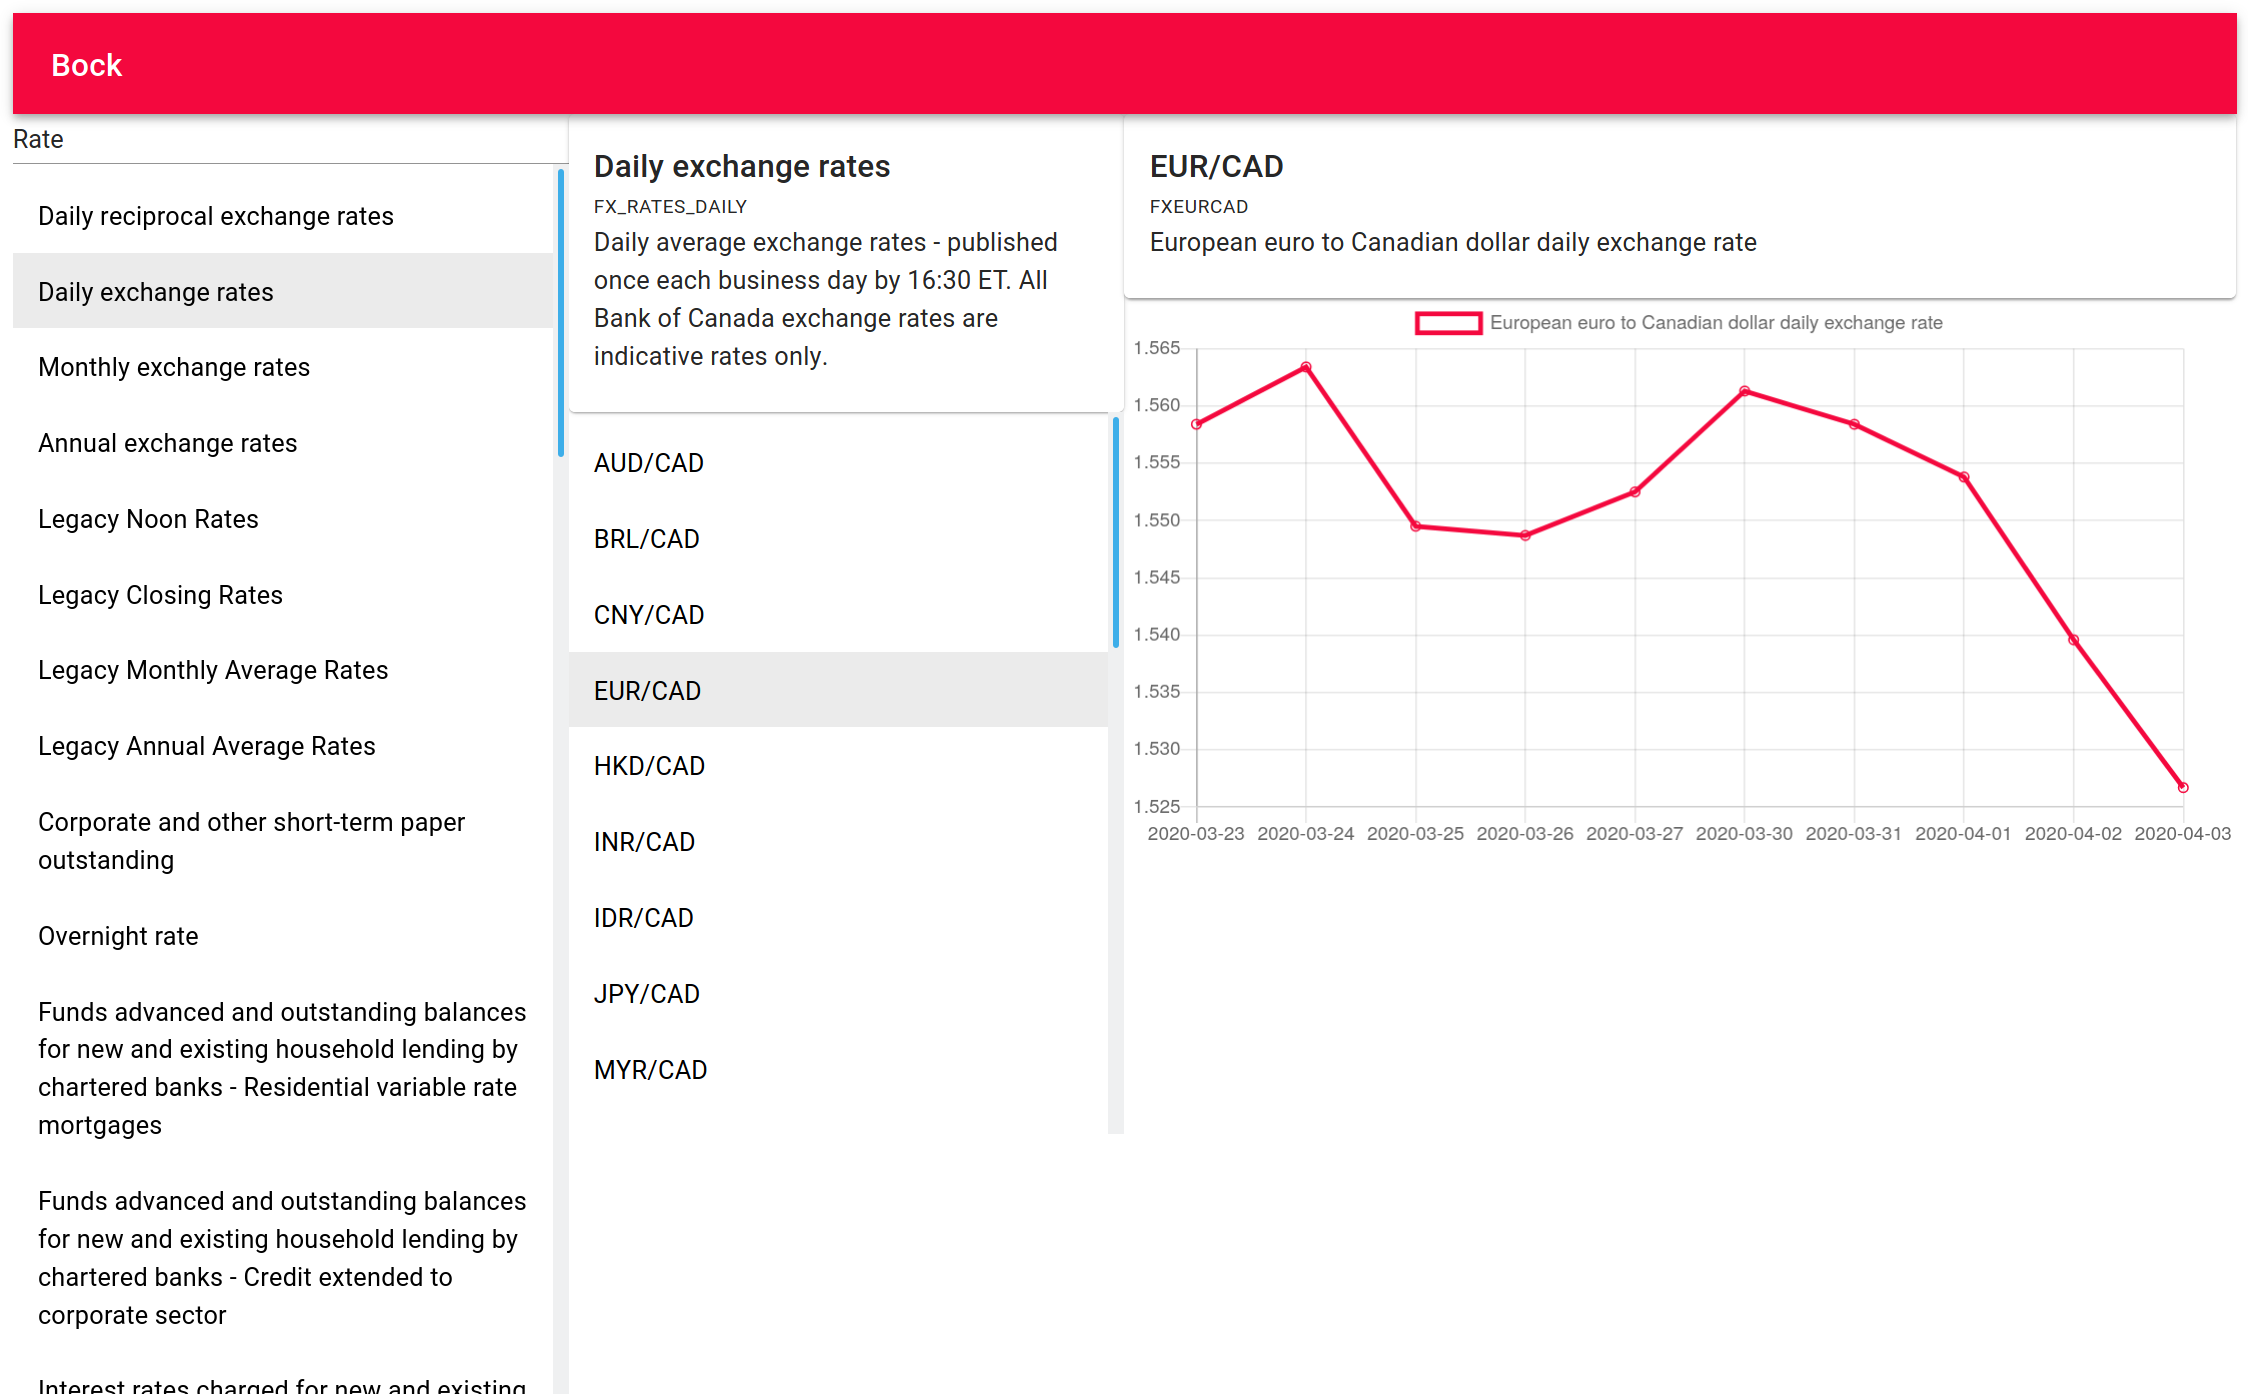 Bock
Rate
Daily reciprocal exchange rates
Daily exchange rates
Monthly exchange rates
Annual exchange rates
Legacy Noon Rates
Legacy Closing Rates
Legacy Monthly Average Rates
Legacy Annual Average Rates
Corporate and other short-term paper
outstanding
Overnight rate
Funds advanced and outstanding balances
for new and existing household lending by
chartered banks - Residential variable rate
mortgages
Funds advanced and outstanding balances
for new and existing household lending by
chartered banks - Credit extended to
corporate sector
Interest rates charged for new and existing
Daily exchange rates
FX_RATES_DAILY
Daily average exchange rates - published
once each business day by 16:30 ET. All
Bank of Canada exchange rates are
indicative rates only.
AUD/CAD
BRL/CAD
CNY/CAD
EUR/CAD
HKD/CAD
INR/CAD
IDR/CAD
JPY/CAD
MYR/CAD
EUR/CAD
FXEURCAD
European euro to Canadian dollar daily exchange rate
European euro to Canadian dollar daily exchange rate
1.565
1.560
1.555
1.550
1.545
1.540
1.535
1.530
1.525
2020-03-23 2020-03-24 2020-03-25 2020-03-26 2020-03-27 2020-03-30 2020-03-31 2020-04-01 2020-04-02 2020-04-03